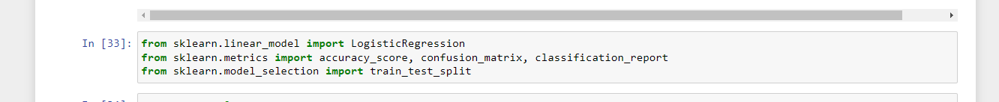 In [33]: from sklearn.linear_model import LogisticRegression
from sklearn.metrics import accuracy_score, confusion_matrix, classification_report
from sklearn.model_selection import train_test_split